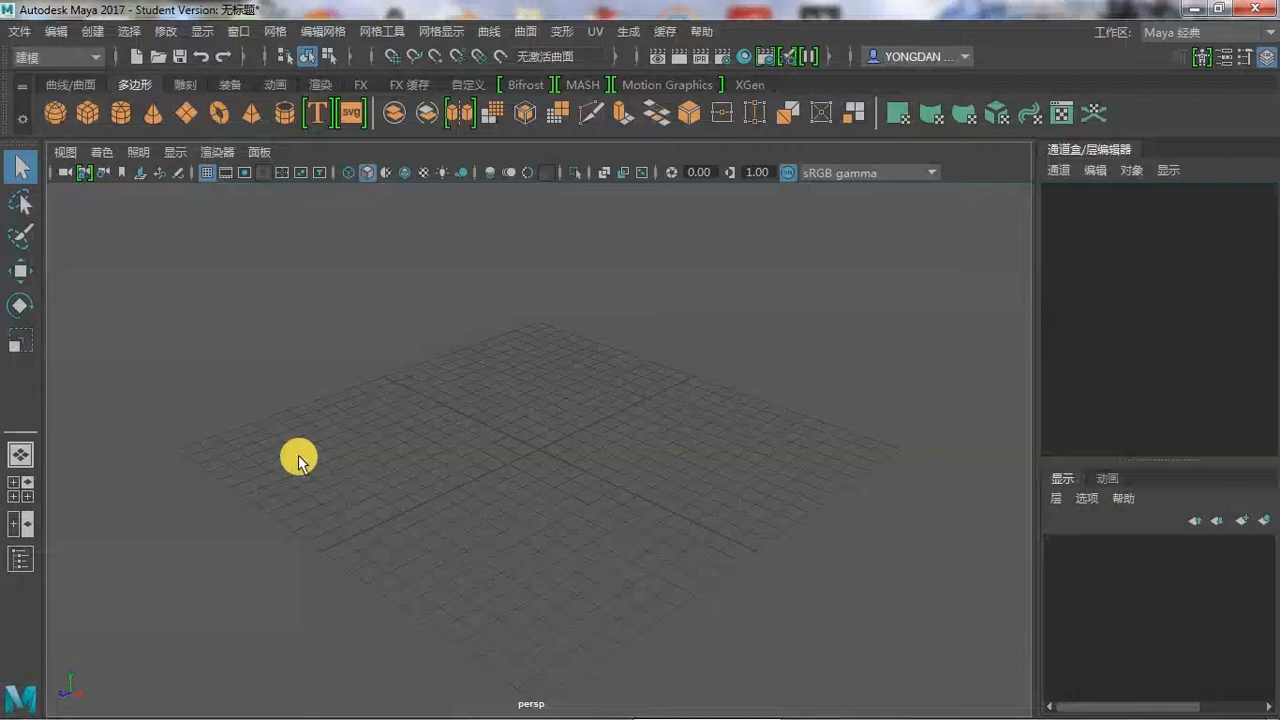 Autodesk Maya 2017 - Student Version: 无标题*
文件 编辑 创建 选择 修改 显示 窗口 网格 编辑网格 网格工具 网格显示 曲线 曲面 变形 UV 生成 缓存 帮助 工作区: Maya 经典
建模 无激活曲面 IPR YONGDAN ...
曲线/曲面 多边形 雕刻 装备 动画 渲染 FX FX 缓存 自定义 Bifrost MASH Motion Graphics XGen
T svg
视图 着色 照明 显示 渲染器 面板
0.00 1.00 sRGB gamma
persp
通道盒/层编辑器
通道 编辑 对象 显示
显示 动画
层 选项 帮助
M